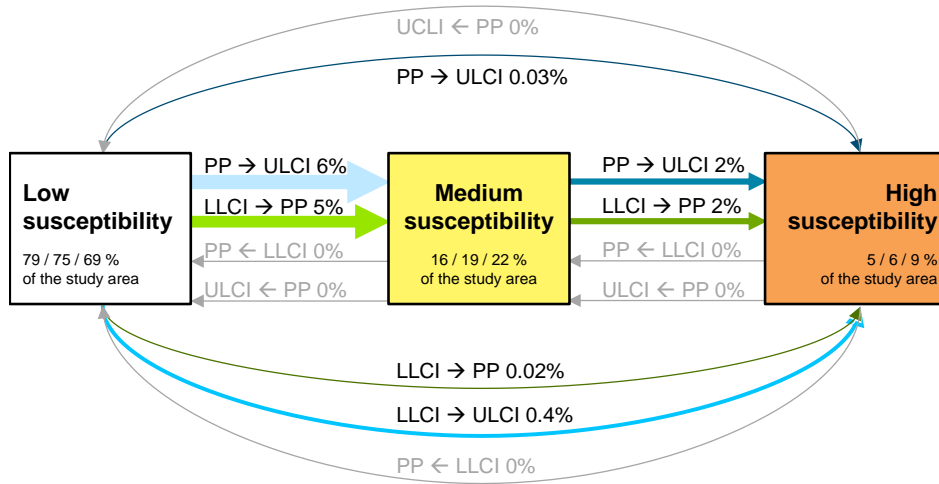 UCLI ← PP 0%
PP → ULCI 0.03%
Low
susceptibility
79 / 75 / 69 %
of the study area
PP → ULCI 6%
LLCI → PP 5%
PP ← LLCI 0%
ULCI ← PP 0%
Medium
susceptibility
16 / 19 / 22 %
of the study area
PP → ULCI 2%
LLCI → PP 2%
PP ← LLCI 0%
ULCI ← PP 0%
High
susceptibility
5 / 6 / 9 %
of the study area
LLCI → PP 0.02%
LLCI → ULCI 0.4%
PP ← LLCI 0%